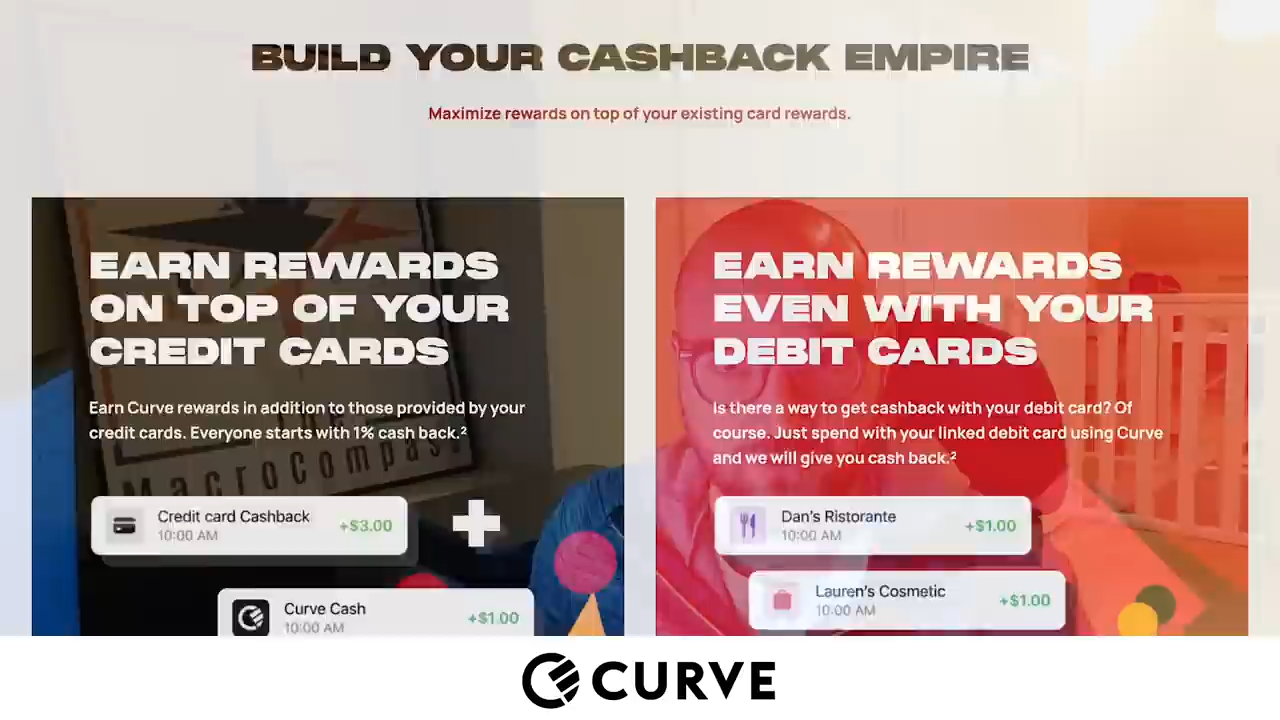 BUILD YOUR CASHBACK EMPIRE
Maximize rewards on top of your existing card rewards.
EARN REWARDS
ON TOP OF YOUR
CREDIT CARDS
Earn Curve rewards in addition to those provided by your
credit cards. Everyone starts with 1% cash back.²
MacroCompass
Credit card Cashback
+$3.00
10:00 AM
Curve Cash
+$1.00
10:00 AM
EARN REWARDS
EVEN WITH YOUR
DEBIT CARDS
Is there a way to get cashback with your debit card? Of
course. Just spend with your linked debit card using Curve
and we will give you cash back.²
Dan's Ristorante
+$1.00
10:00 AM
Lauren's Cosmetic
+$1.00
10:00 AM
CURVE